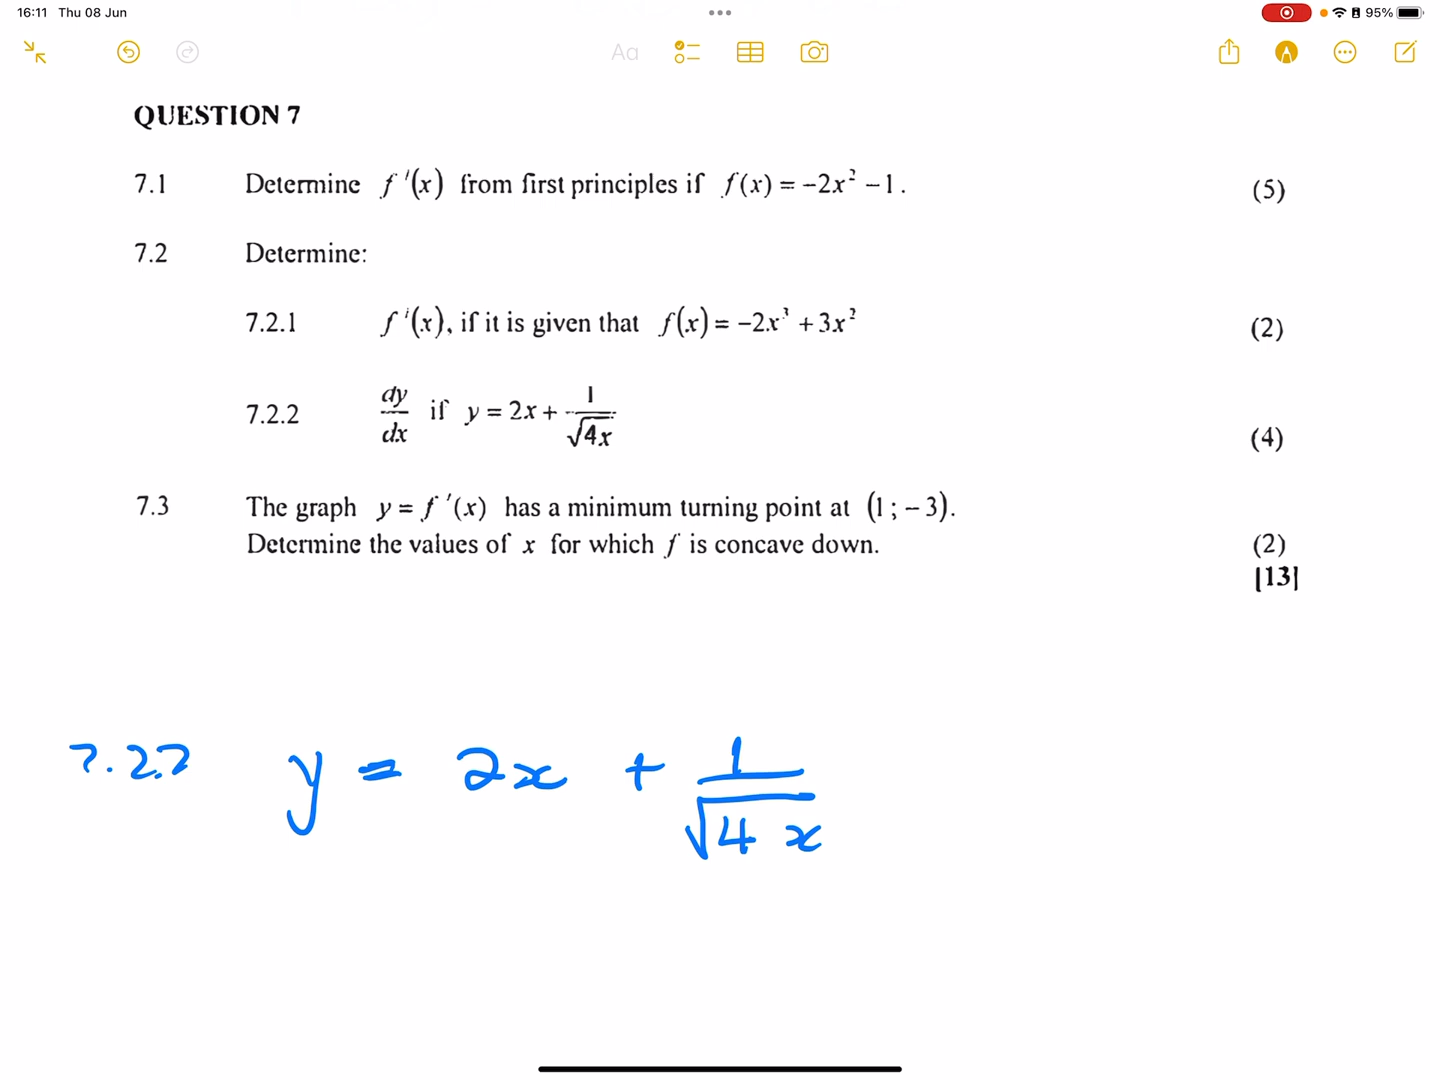 16:11 Thu 08 Jun
95%
Aa
QUESTION 7
7.1 Determine f '(x) from first principles if f(x) = −2x² − 1. (5)
7.2 Determine:
7.2.1 f '(x), if it is given that f(x) = −2x³ + 3x² (2)
7.2.2 dy/dx if y = 2x + 1/√4x (4)
7.3 The graph y = f '(x) has a minimum turning point at (1 ; −3).
Determine the values of x for which f is concave down. (2)
[13]
7.2.2 y = 2x + 1/√4x